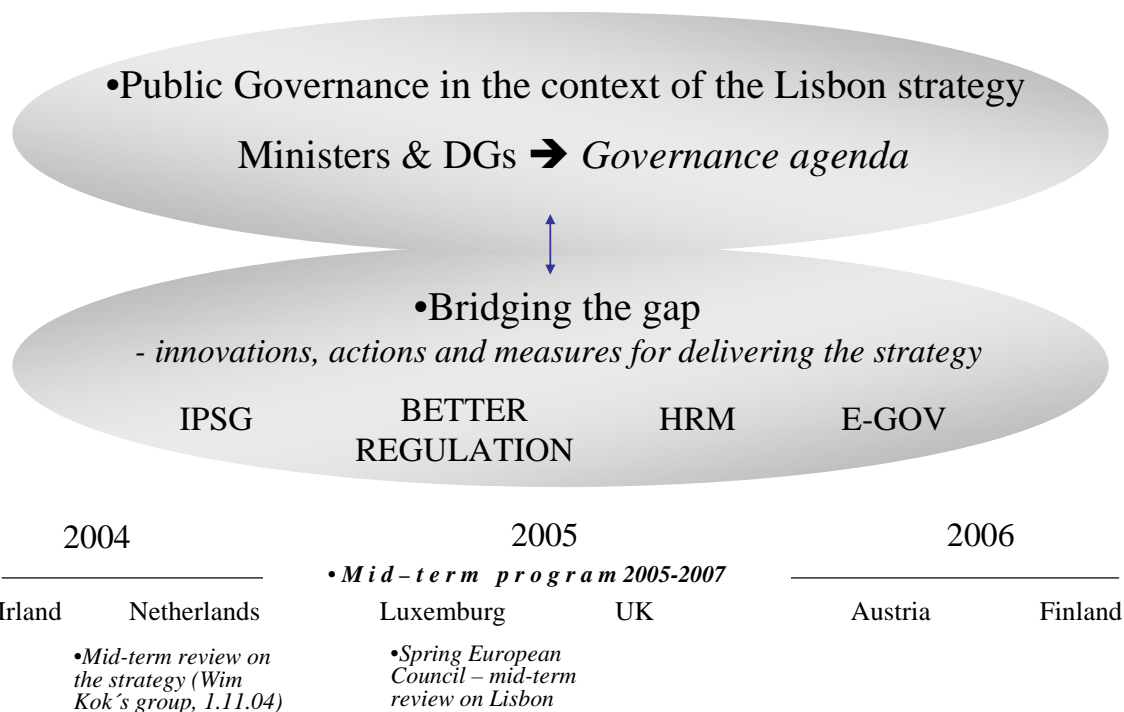 •Public Governance in the context of the Lisbon strategy
Ministers & DGs ➔ Governance agenda
•Bridging the gap
- innovations, actions and measures for delivering the strategy
IPSG BETTER REGULATION HRM E-GOV
2004 2005 2006
• Mid–term program 2005-2007
Irland Netherlands Luxemburg UK Austria Finland
•Mid-term review on
the strategy (Wim
Kok´s group, 1.11.04)
•Spring European
Council – mid-term
review on Lisbon